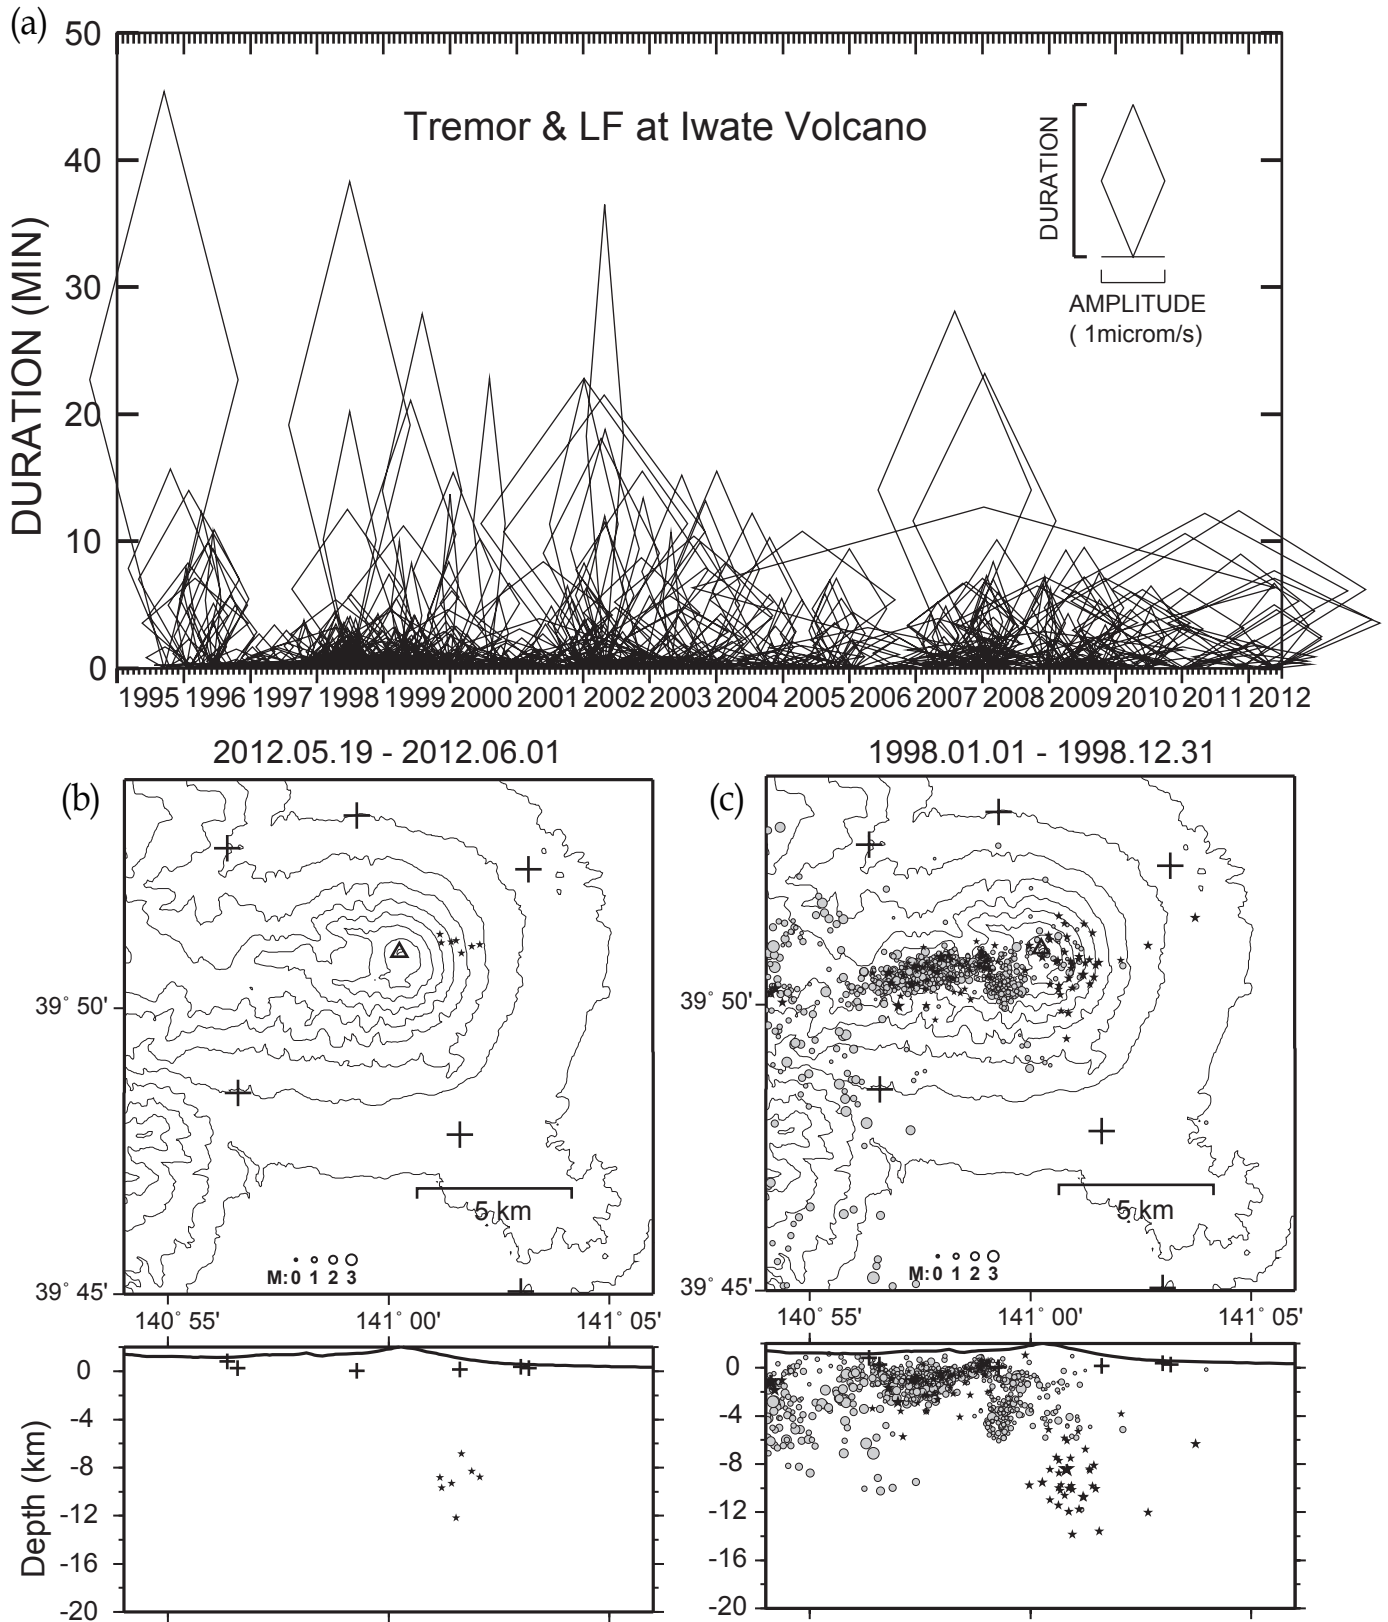 (a)
50
40
30
20
10
0
DURATION (MIN)
Tremor & LF at Iwate Volcano
DURATION
AMPLITUDE
( 1microm/s)
1995 1996 1997 1998 1999 2000 2001 2002 2003 2004 2005 2006 2007 2008 2009 2010 2011 2012
2012.05.19 - 2012.06.01
(b)
39° 50'
5 km
M: 0 1 2 3
39° 45'
140° 55' 141° 00' 141° 05'
0
-4
-8
-12
-16
-20
Depth (km)
1998.01.01 - 1998.12.31
(c)
39° 50'
5 km
M: 0 1 2 3
39° 45'
140° 55' 141° 00' 141° 05'
0
-4
-8
-12
-16
-20